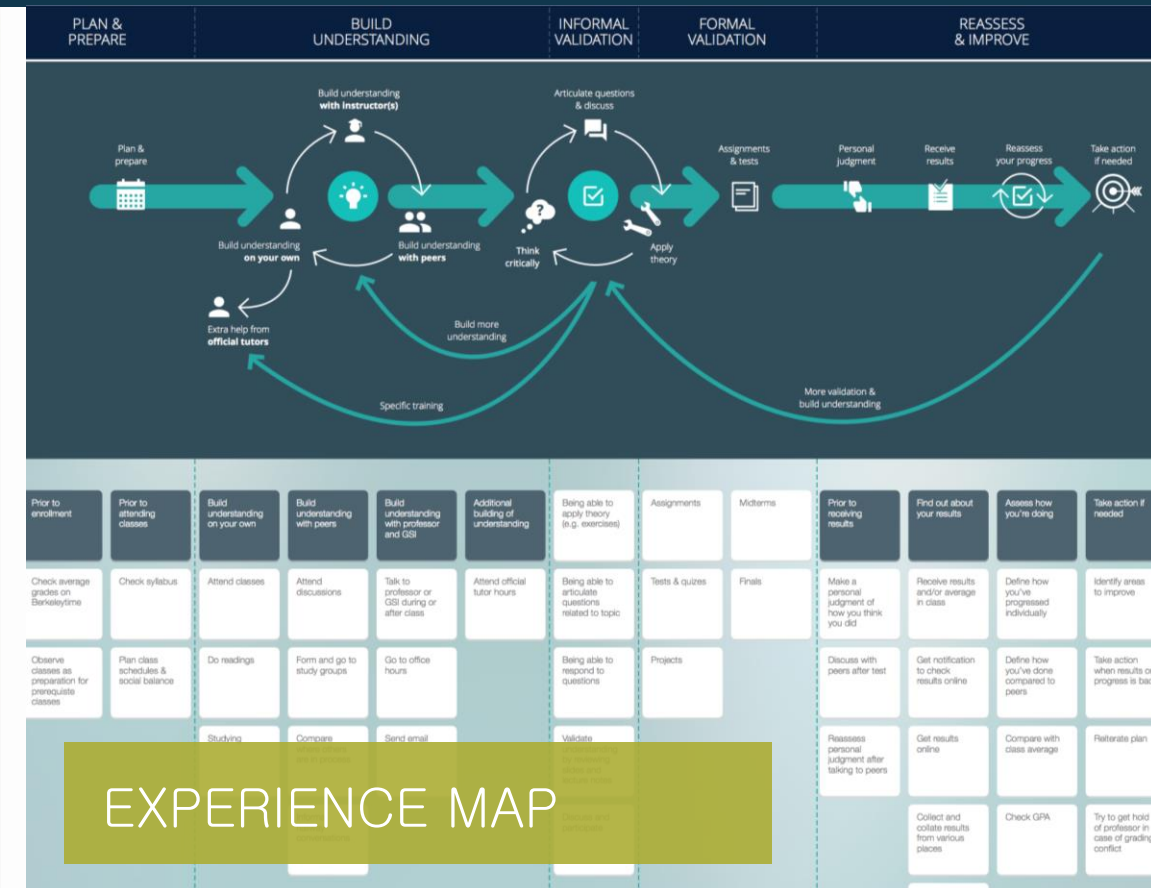 PLAN &
PREPARE
BUILD
UNDERSTANDING
INFORMAL
VALIDATION
FORMAL
VALIDATION
REASSESS
& IMPROVE
Build understanding
with instructor(s)
Articulate questions
& discuss
Plan &
prepare
Assignments
& tests
Personal
judgment
Receive
results
Reassess
your progress
Take action
if needed
?
Build understanding
on your own
Build understanding
with peers
Think
critically
Apply
theory
Extra help from
official tutors
Build more
understanding
Specific training
More validation &
build understanding
Prior to
enrollment
Prior to
attending
classes
Build
understanding
on your own
Build
understanding
with peers
Build
understanding
with professor
and GSI
Additional
building of
understanding
Being able to
apply theory
(e.g. exercises)
Assignments
Midterms
Prior to
receiving
results
Find out about
your results
Assess how
you're doing
Take action if
needed
Check average
grades on
Berkeleytime
Check syllabus
Attend classes
Attend
discussions
Talk to
professor or
GSI during or
after class
Attend official
tutor hours
Being able to
articulate
questions
related to topic
Tests & quizes
Finals
Make a
personal
judgment of
how you think
you did
Receive results
and/or average
in class
Define how
you've
progressed
individually
Identify areas
to improve
Observe
classes as
preparation for
prerequiste
classes
Plan class
schedules &
social balance
Do readings
Form and go to
study groups
Go to office
hours
Being able to
respond to
questions
Projects
Discuss with
peers after test
Get notification
to check
results online
Define how
you've done
compared to
peers
Take action
when results or
progress is bad
Studying
Compare
Send email
Validate
Reassess
personal
judgment after
talking to peers
Get results
online
Compare with
class average
Reiterate plan
EXPERIENCE MAP
Collect and
collate results
from various
places
Check GPA
Try to get hold
of professor in
case of grading
conflict